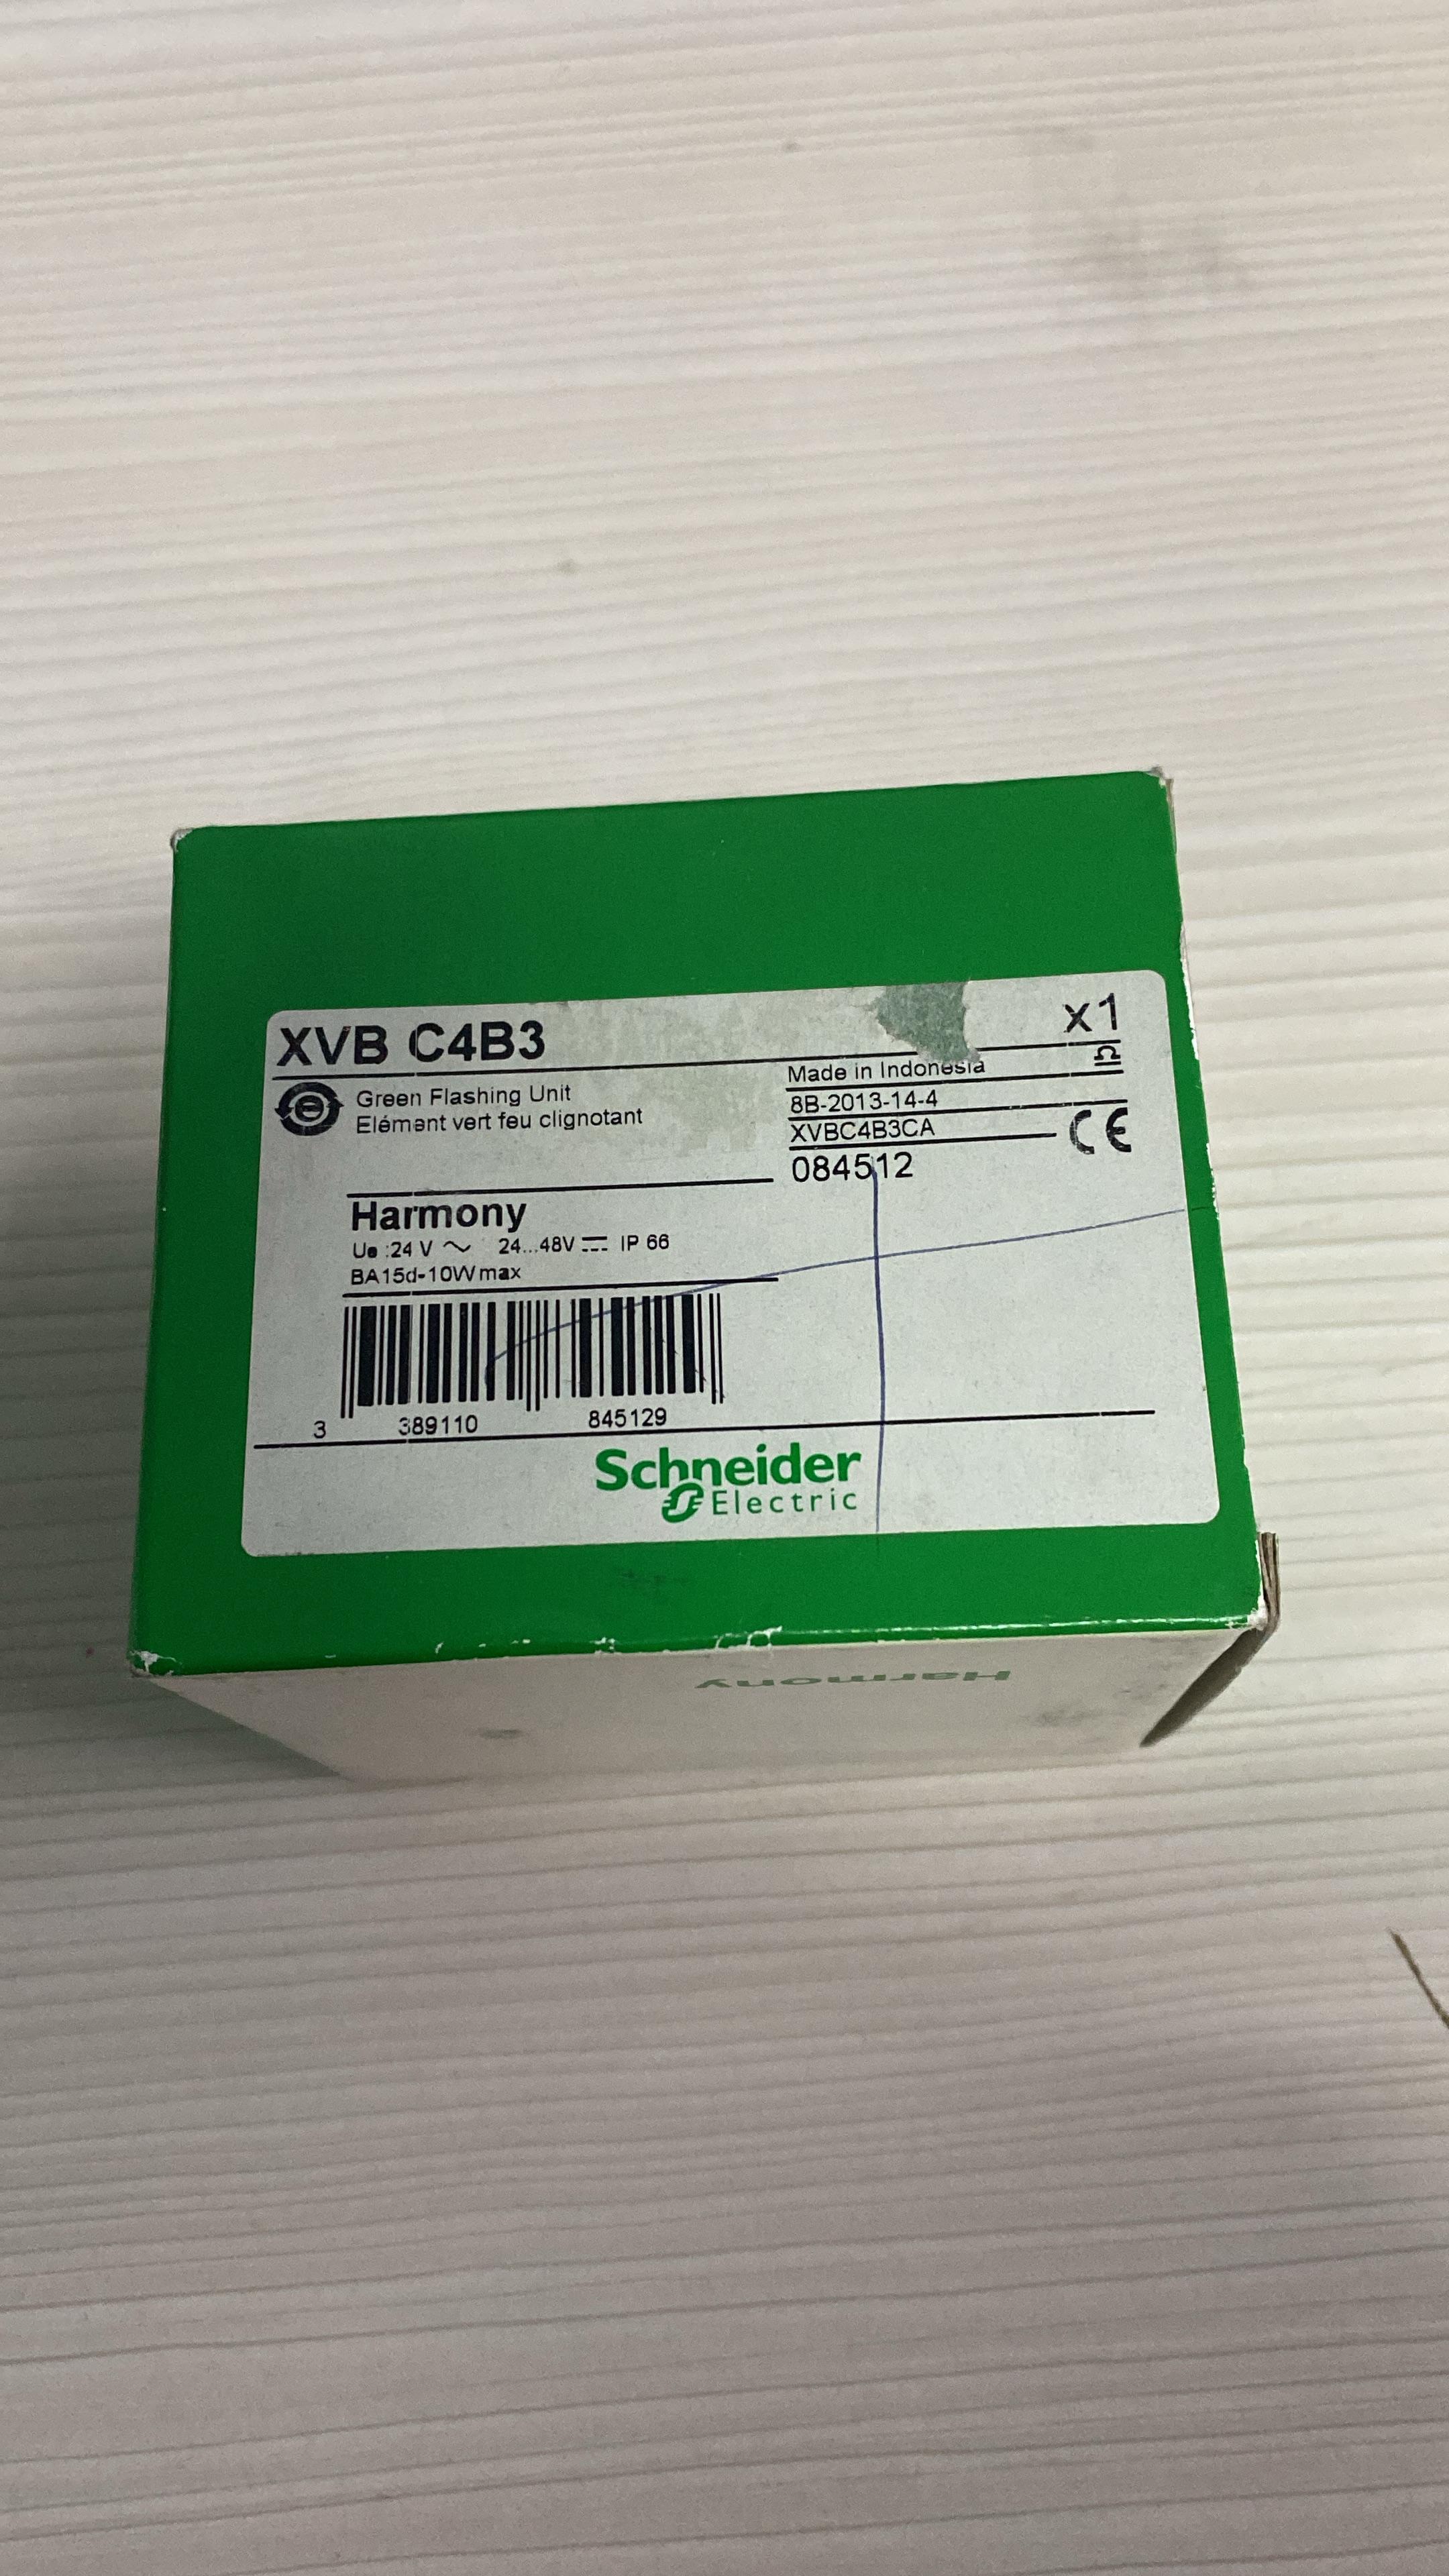 XVB C4B3
x1
Green Flashing Unit
Elément vert feu clignotant
Made in Indonesia
8B-2013-14-4
XVBC4B3CA
CE
084512
Harmony
Ue :24 V ~ 24...48V ⎓ IP 66
BA15d-10W max
3 389110 845129
Schneider
Electric
Harmony